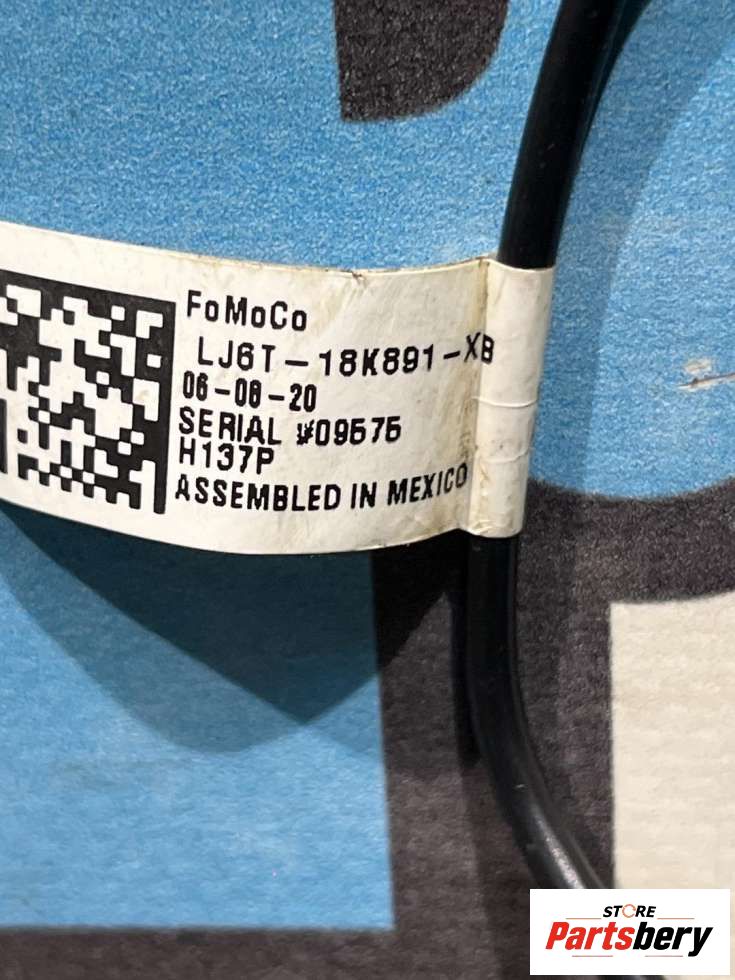 FoMoCo
LJ6T-18K891-XB
06-08-20
SERIAL #09575
H137P
ASSEMBLED IN MEXICO
STORE
Partsbery